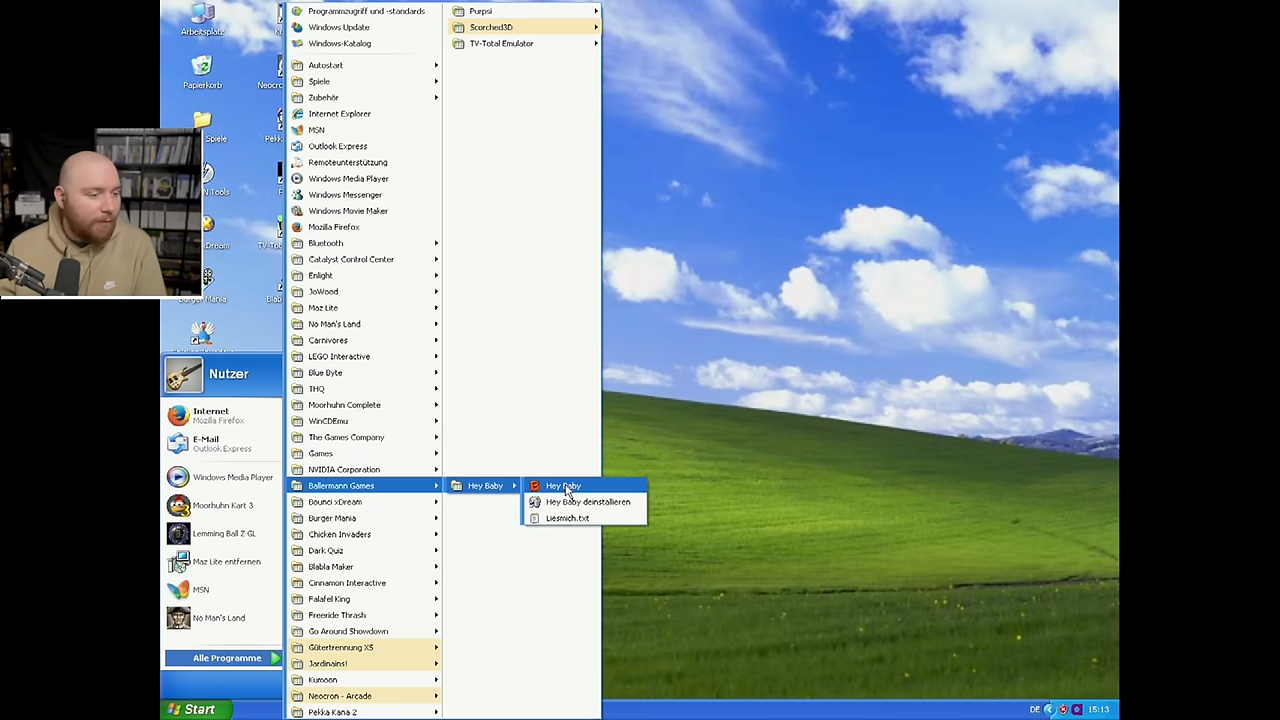 Arbeitsplatz
Papierkorb
Neocro
Spiele
Pekk
N Tools
Dream
TV-To
Burger Mania
Blab
Nutzer
Internet
Mozilla Firefox
E-Mail
Outlook Express
Windows Media Player
Moorhuhn Kart 3
Lemming Ball Z GL
Maz Lite entfernen
MSN
No Man's Land
Alle Programme
Start
Programmzugriff und -standards
Windows Update
Windows-Katalog
Autostart
Spiele
Zubehör
Internet Explorer
MSN
Outlook Express
Remoteunterstützung
Windows Media Player
Windows Messenger
Windows Movie Maker
Mozilla Firefox
Bluetooth
Catalyst Control Center
Enlight
JoWood
Maz Lite
No Man's Land
Carnivores
LEGO Interactive
Blue Byte
THQ
Moorhuhn Complete
WinCDEmu
The Games Company
Games
NVIDIA Corporation
Ballermann Games
Bounci xDream
Burger Mania
Chicken Invaders
Dark Quiz
Blabla Maker
Cinnamon Interactive
Falafel King
Freeride Thrash
Go Around Showdown
Gütertrennung XS
Jardinains!
Kumoon
Neocron - Arcade
Pekka Kana 2
Purpsi
Scorched3D
TV-Total Emulator
Hey Baby
Hey Baby
Hey Baby deinstallieren
Liesmich.txt
DE
15:13